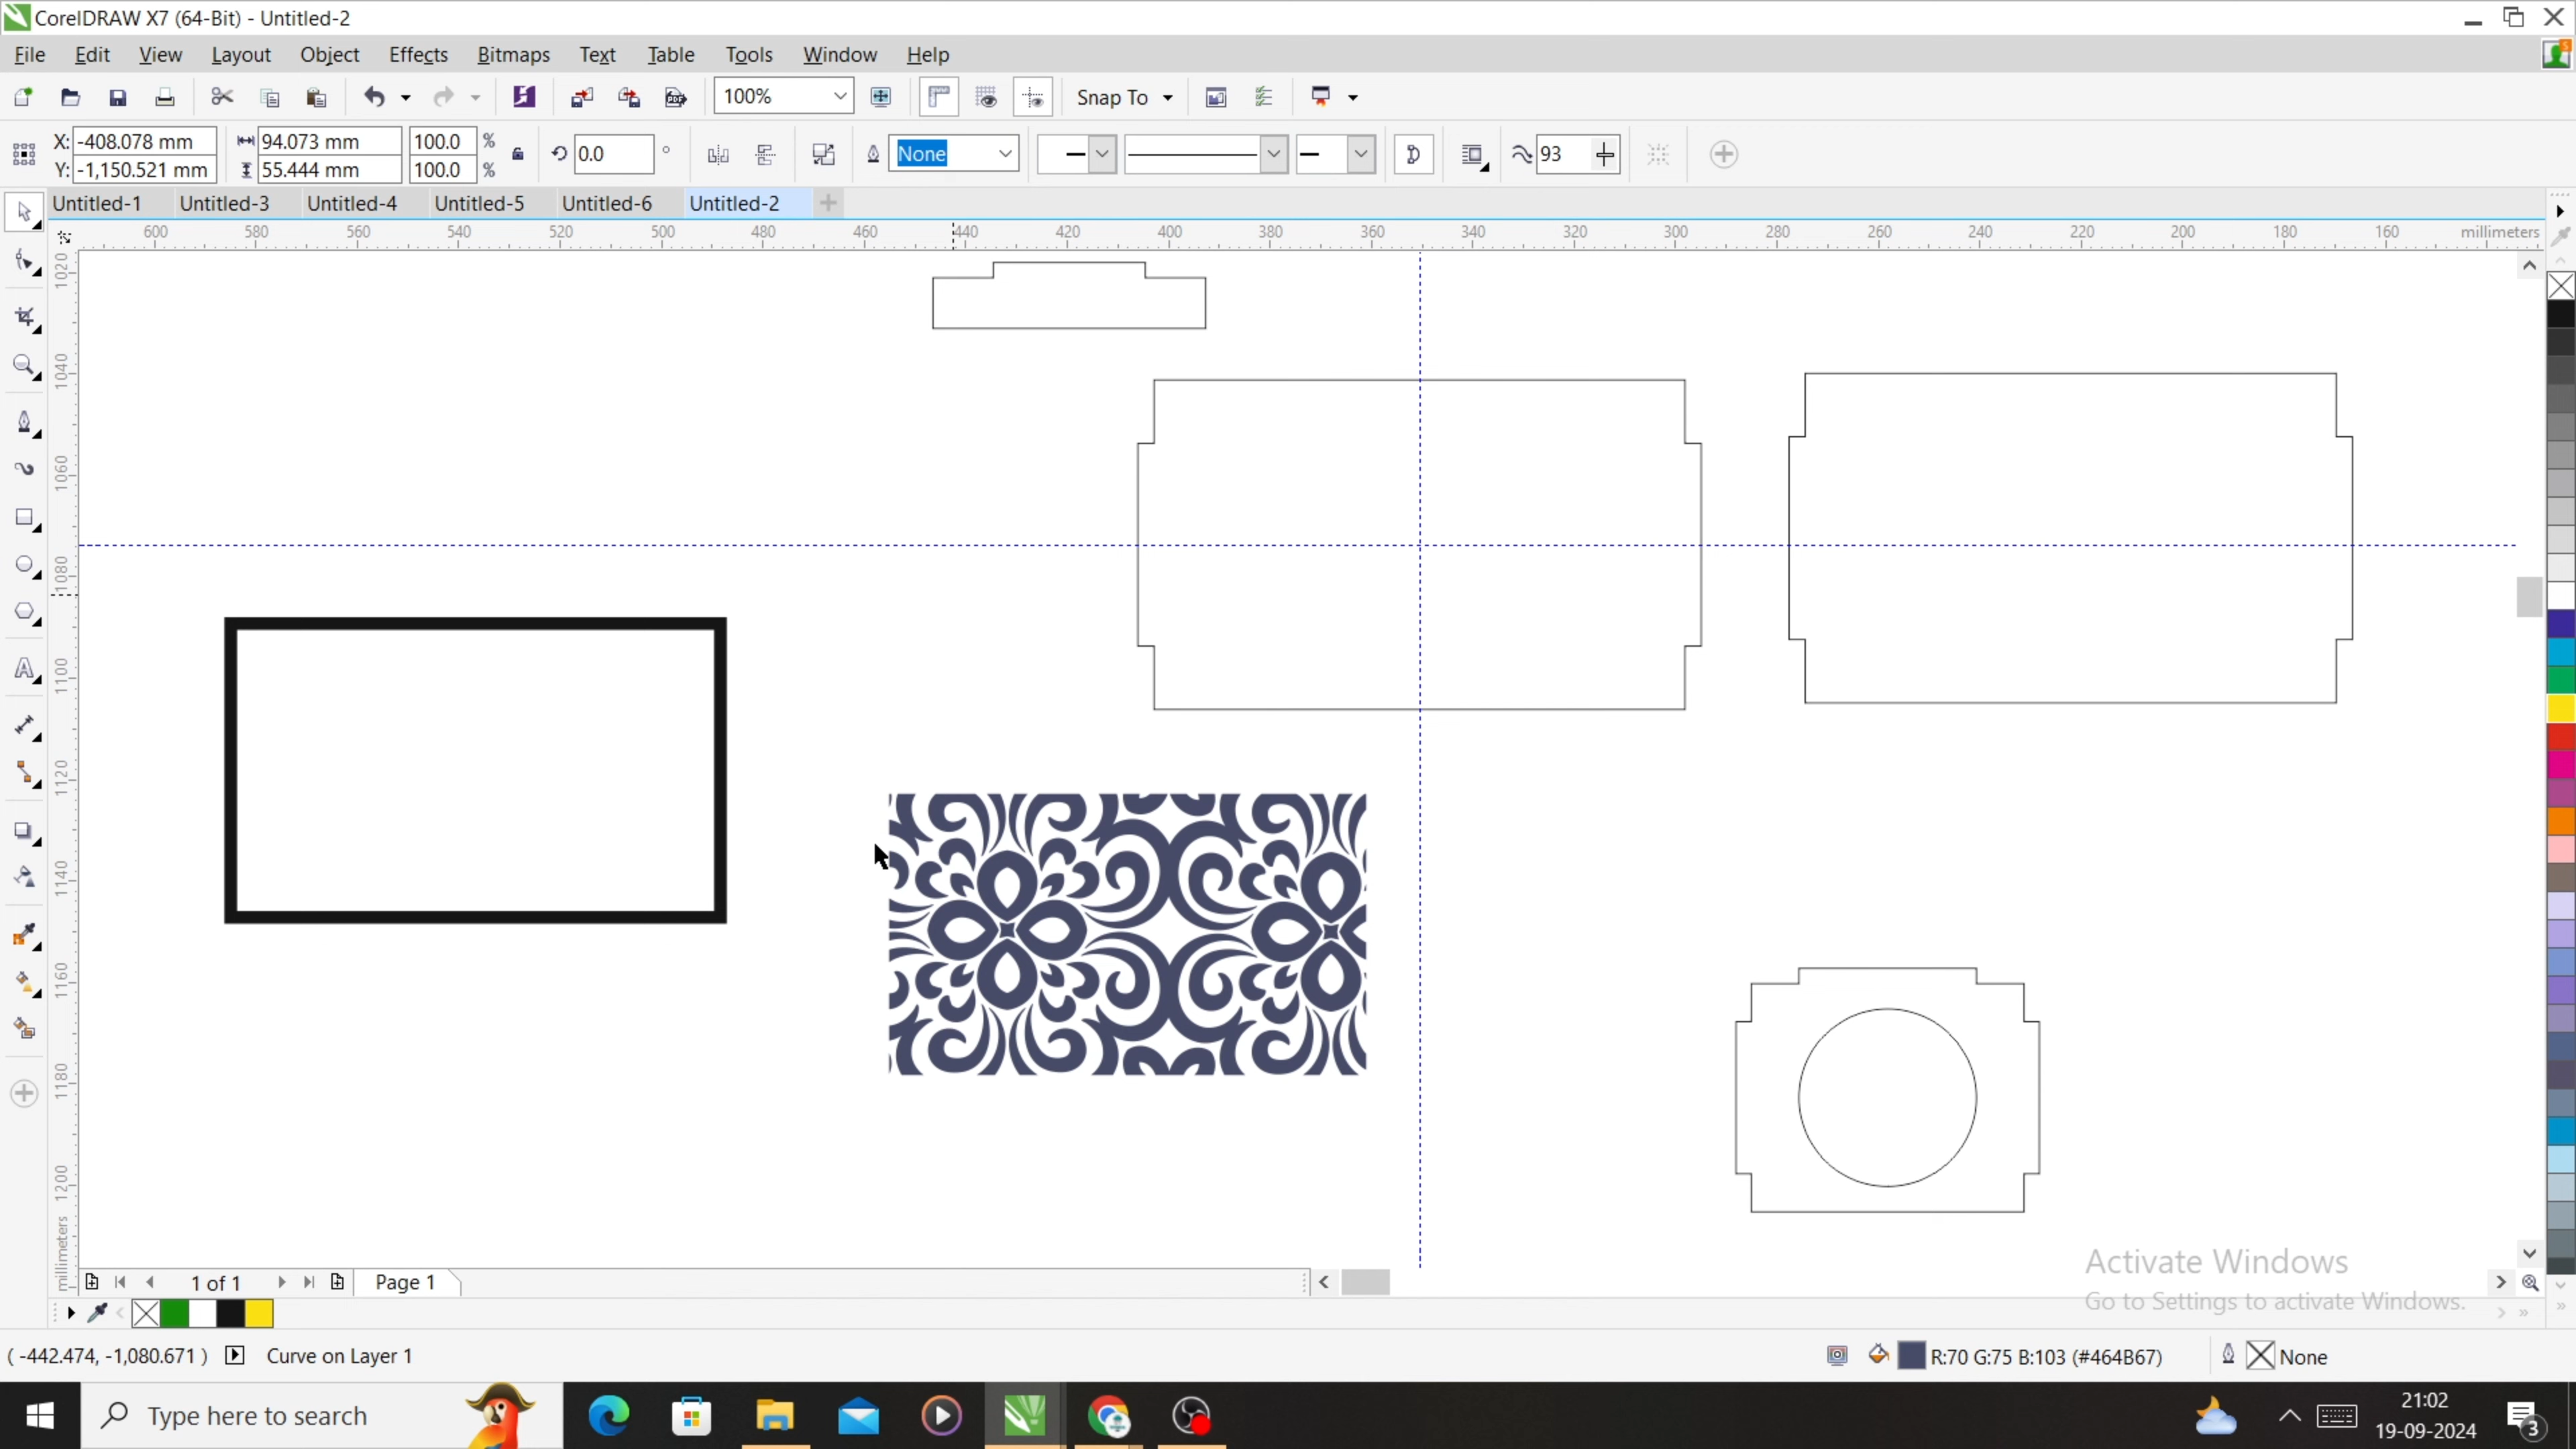 CorelDRAW X7 (64-Bit) - Untitled-2
File Edit View Layout Object Effects Bitmaps Text Table Tools Window Help
100% Snap To
X: -408.078 mm 94.073 mm 100.0 %
Y: -1,150.521 mm 55.444 mm 100.0 %
0.0 ° None 93
Untitled-1 Untitled-3 Untitled-4 Untitled-5 Untitled-6 Untitled-2
600 580 560 540 520 500 480 460 440 420 400 380 360 340 320 300 280 260 240 220 200 180 160 millimeters
1020
1040
1060
1080
1100
1120
1140
1160
1180
1200
millimeters
1 of 1 Page 1
Activate Windows
Go to Settings to activate Windows.
( -442.474, -1,080.671 ) Curve on Layer 1 R:70 G:75 B:103 (#464B67) None
Type here to search
21:02
19-09-2024
3